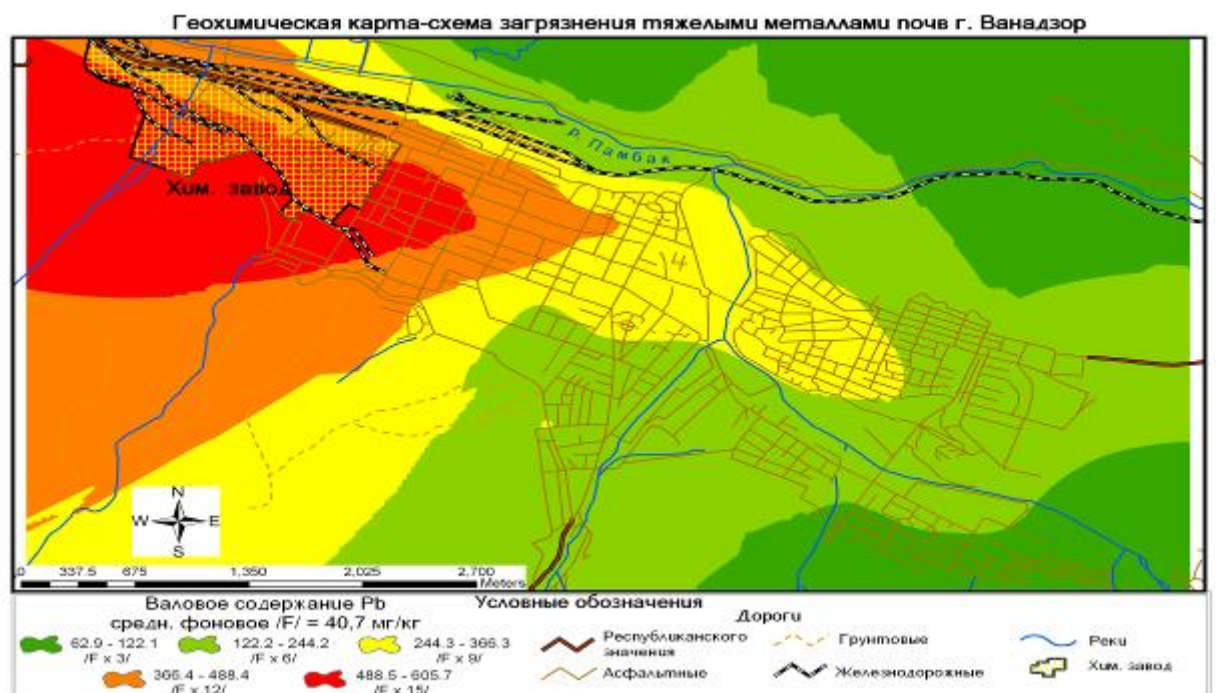 Геохимическая карта-схема загрязнения тяжелыми металлами почв г. Ванадзор
р. Памбак
Хим. завод
N
W E
S
0 337.5 675 1,350 2,025 2,700
Meters
Валовое содержание Pb
средн. фоновое /F/ = 40,7 мг/кг
62.9 - 122.1
/F x 3/
122.2 - 244.2
/F x 6/
244.3 - 366.3
/F x 9/
366.4 - 488.4
/F x 12/
488.5 - 605.7
/F x 15/
Условные обозначения
Дороги
Республиканского
значения
Асфальтные
Грунтовые
Железнодорожные
Реки
Хим. завод